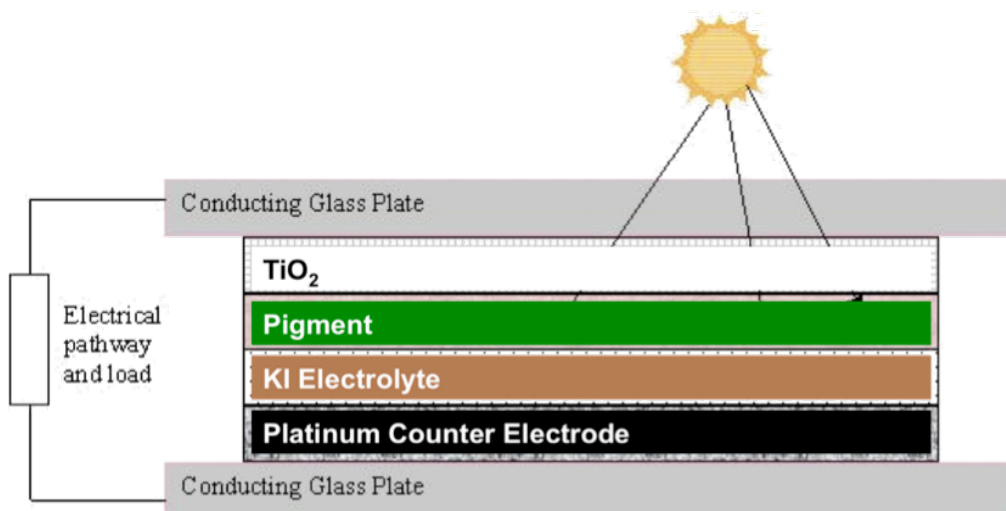 Conducting Glass Plate
TiO₂
Pigment
KI Electrolyte
Platinum Counter Electrode
Conducting Glass Plate
Electrical
pathway
and load